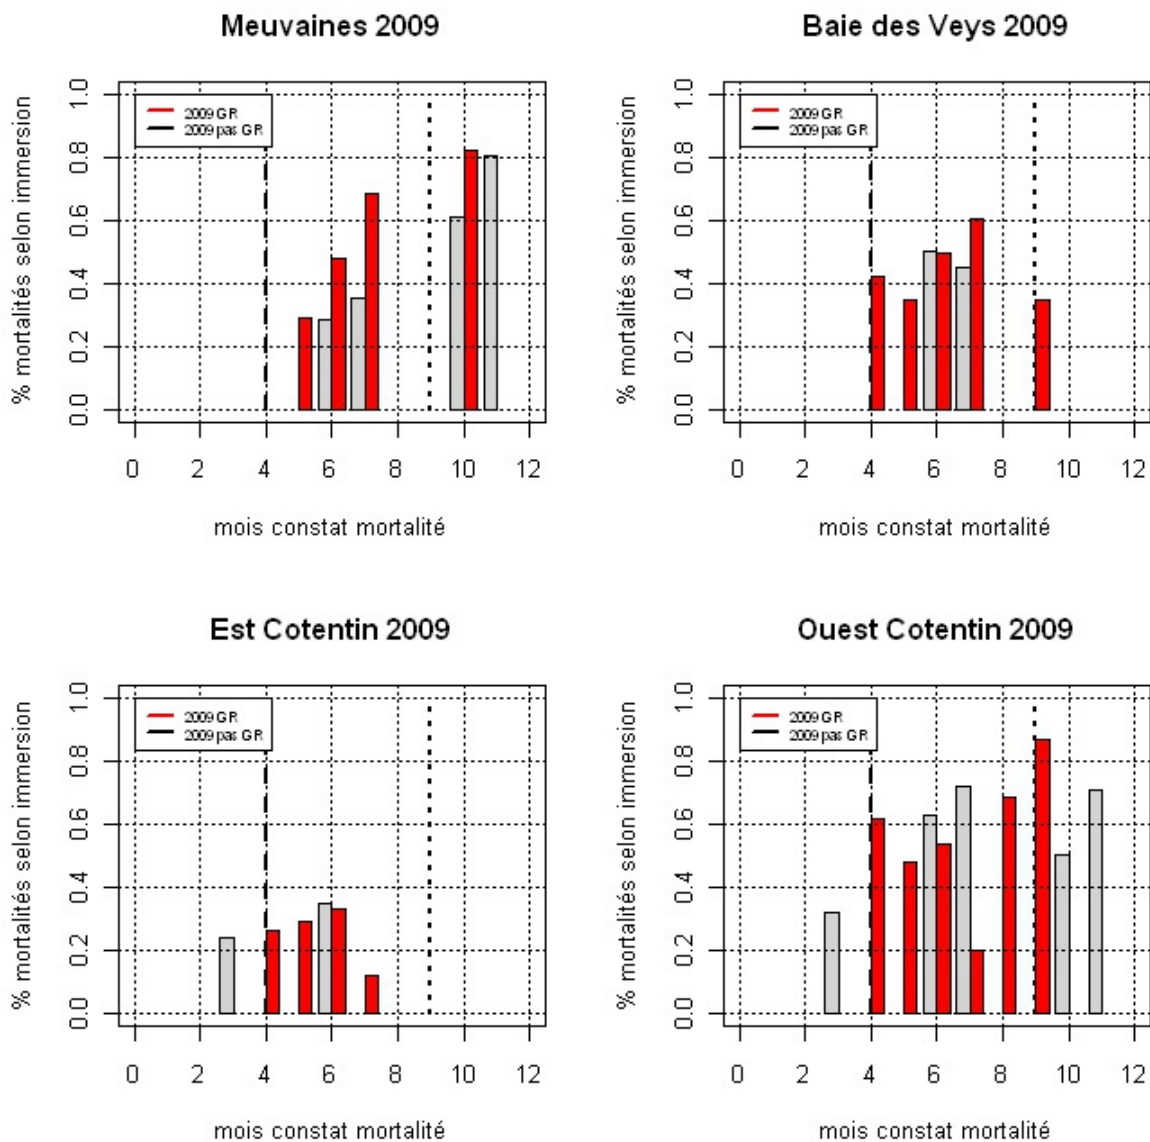 Meuvaines 2009
% mortalités selon immersion
1.0
0.8
0.6
0.4
0.2
0.0
2009 GR
2009 pas GR
0 2 4 6 8 10 12
mois constat mortalité
Baie des Veys 2009
% mortalités selon immersion
1.0
0.8
0.6
0.4
0.2
0.0
2009 GR
2009 pas GR
0 2 4 6 8 10 12
mois constat mortalité
Est Cotentin 2009
% mortalités selon immersion
1.0
0.8
0.6
0.4
0.2
0.0
2009 GR
2009 pas GR
0 2 4 6 8 10 12
mois constat mortalité
Ouest Cotentin 2009
% mortalités selon immersion
1.0
0.8
0.6
0.4
0.2
0.0
2009 GR
2009 pas GR
0 2 4 6 8 10 12
mois constat mortalité